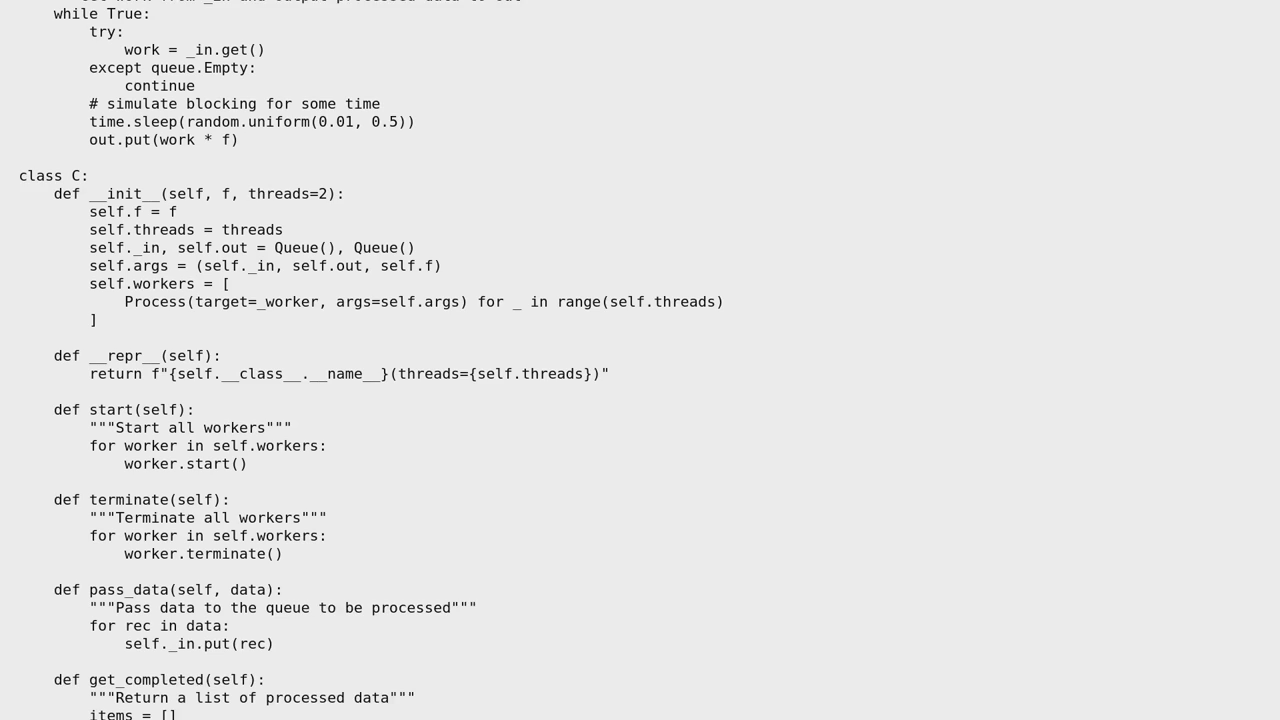 while True:
        try:
            work = _in.get()
        except queue.Empty:
            continue
        # simulate blocking for some time
        time.sleep(random.uniform(0.01, 0.5))
        out.put(work * f)

class C:
    def __init__(self, f, threads=2):
        self.f = f
        self.threads = threads
        self._in, self.out = Queue(), Queue()
        self.args = (self._in, self.out, self.f)
        self.workers = [
            Process(target=_worker, args=self.args) for _ in range(self.threads)
        ]

    def __repr__(self):
        return f"{self.__class__.__name__}(threads={self.threads})"

    def start(self):
        """Start all workers"""
        for worker in self.workers:
            worker.start()

    def terminate(self):
        """Terminate all workers"""
        for worker in self.workers:
            worker.terminate()

    def pass_data(self, data):
        """Pass data to the queue to be processed"""
        for rec in data:
            self._in.put(rec)

    def get_completed(self):
        """Return a list of processed data"""
        items = []